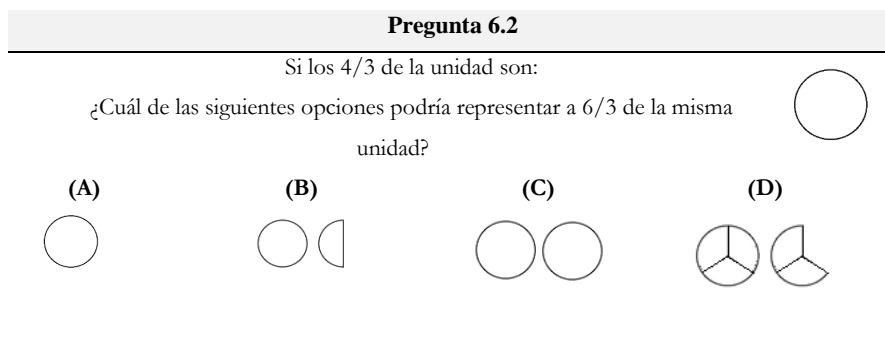 Pregunta 6.2
Si los 4/3 de la unidad son:
¿Cuál de las siguientes opciones podría representar a 6/3 de la misma
unidad?
(A) (B) (C) (D)